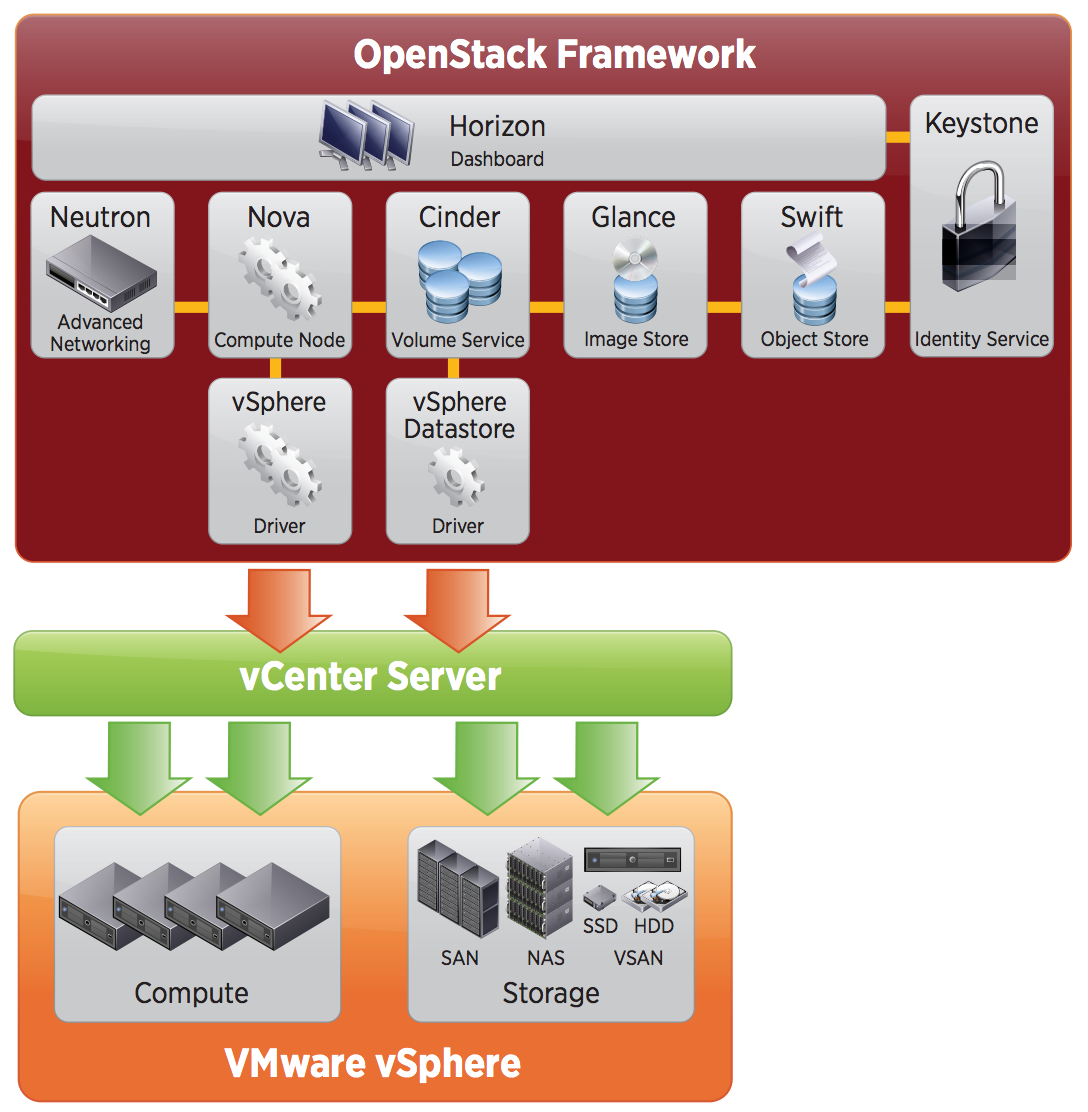 OpenStack Framework
Horizon
Dashboard
Keystone
Identity Service
Neutron
Advanced
Networking
Nova
Compute Node
Cinder
Volume Service
Glance
Image Store
Swift
Object Store
vSphere
Driver
vSphere
Datastore
Driver
vCenter Server
Compute
SAN
NAS
SSD
HDD
VSAN
Storage
VMware vSphere